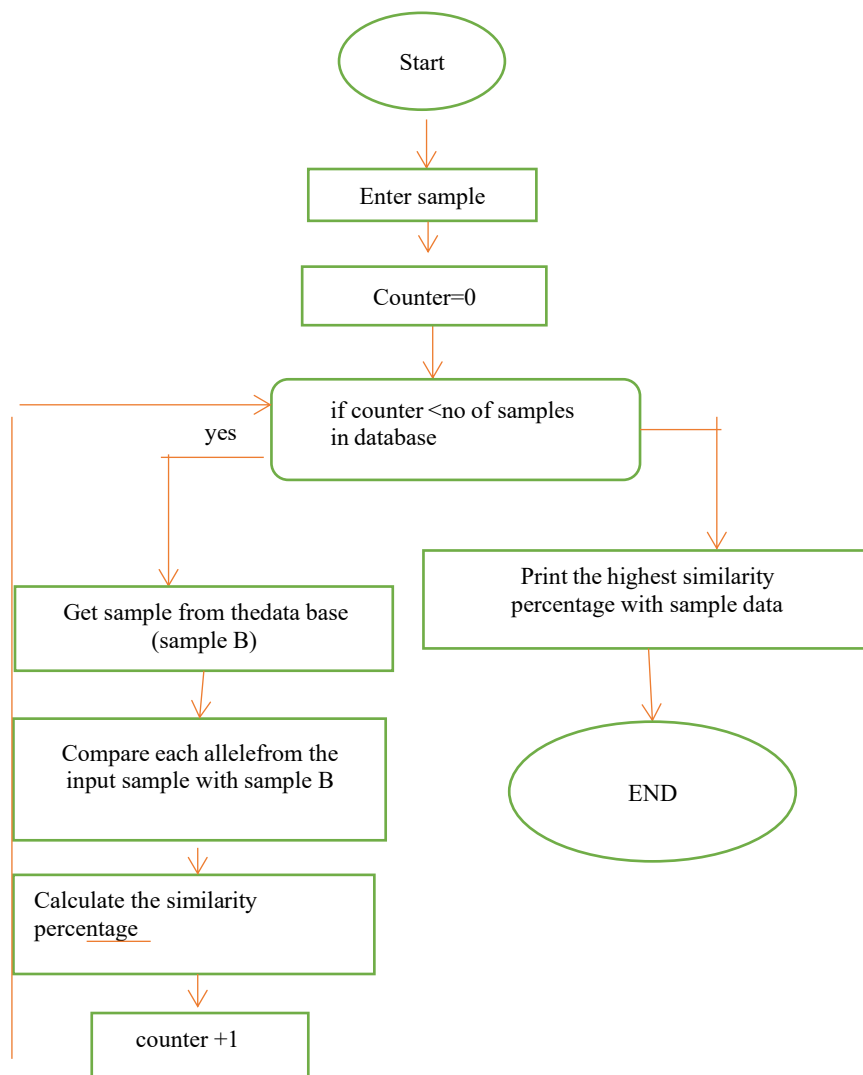 Start
Enter sample
Counter=0
if counter <no of samples
in database
yes
Get sample from thedata base
(sample B)
Print the highest similarity
percentage with sample data
Compare each allelefrom the
input sample with sample B
END
Calculate the similarity
percentage
counter +1